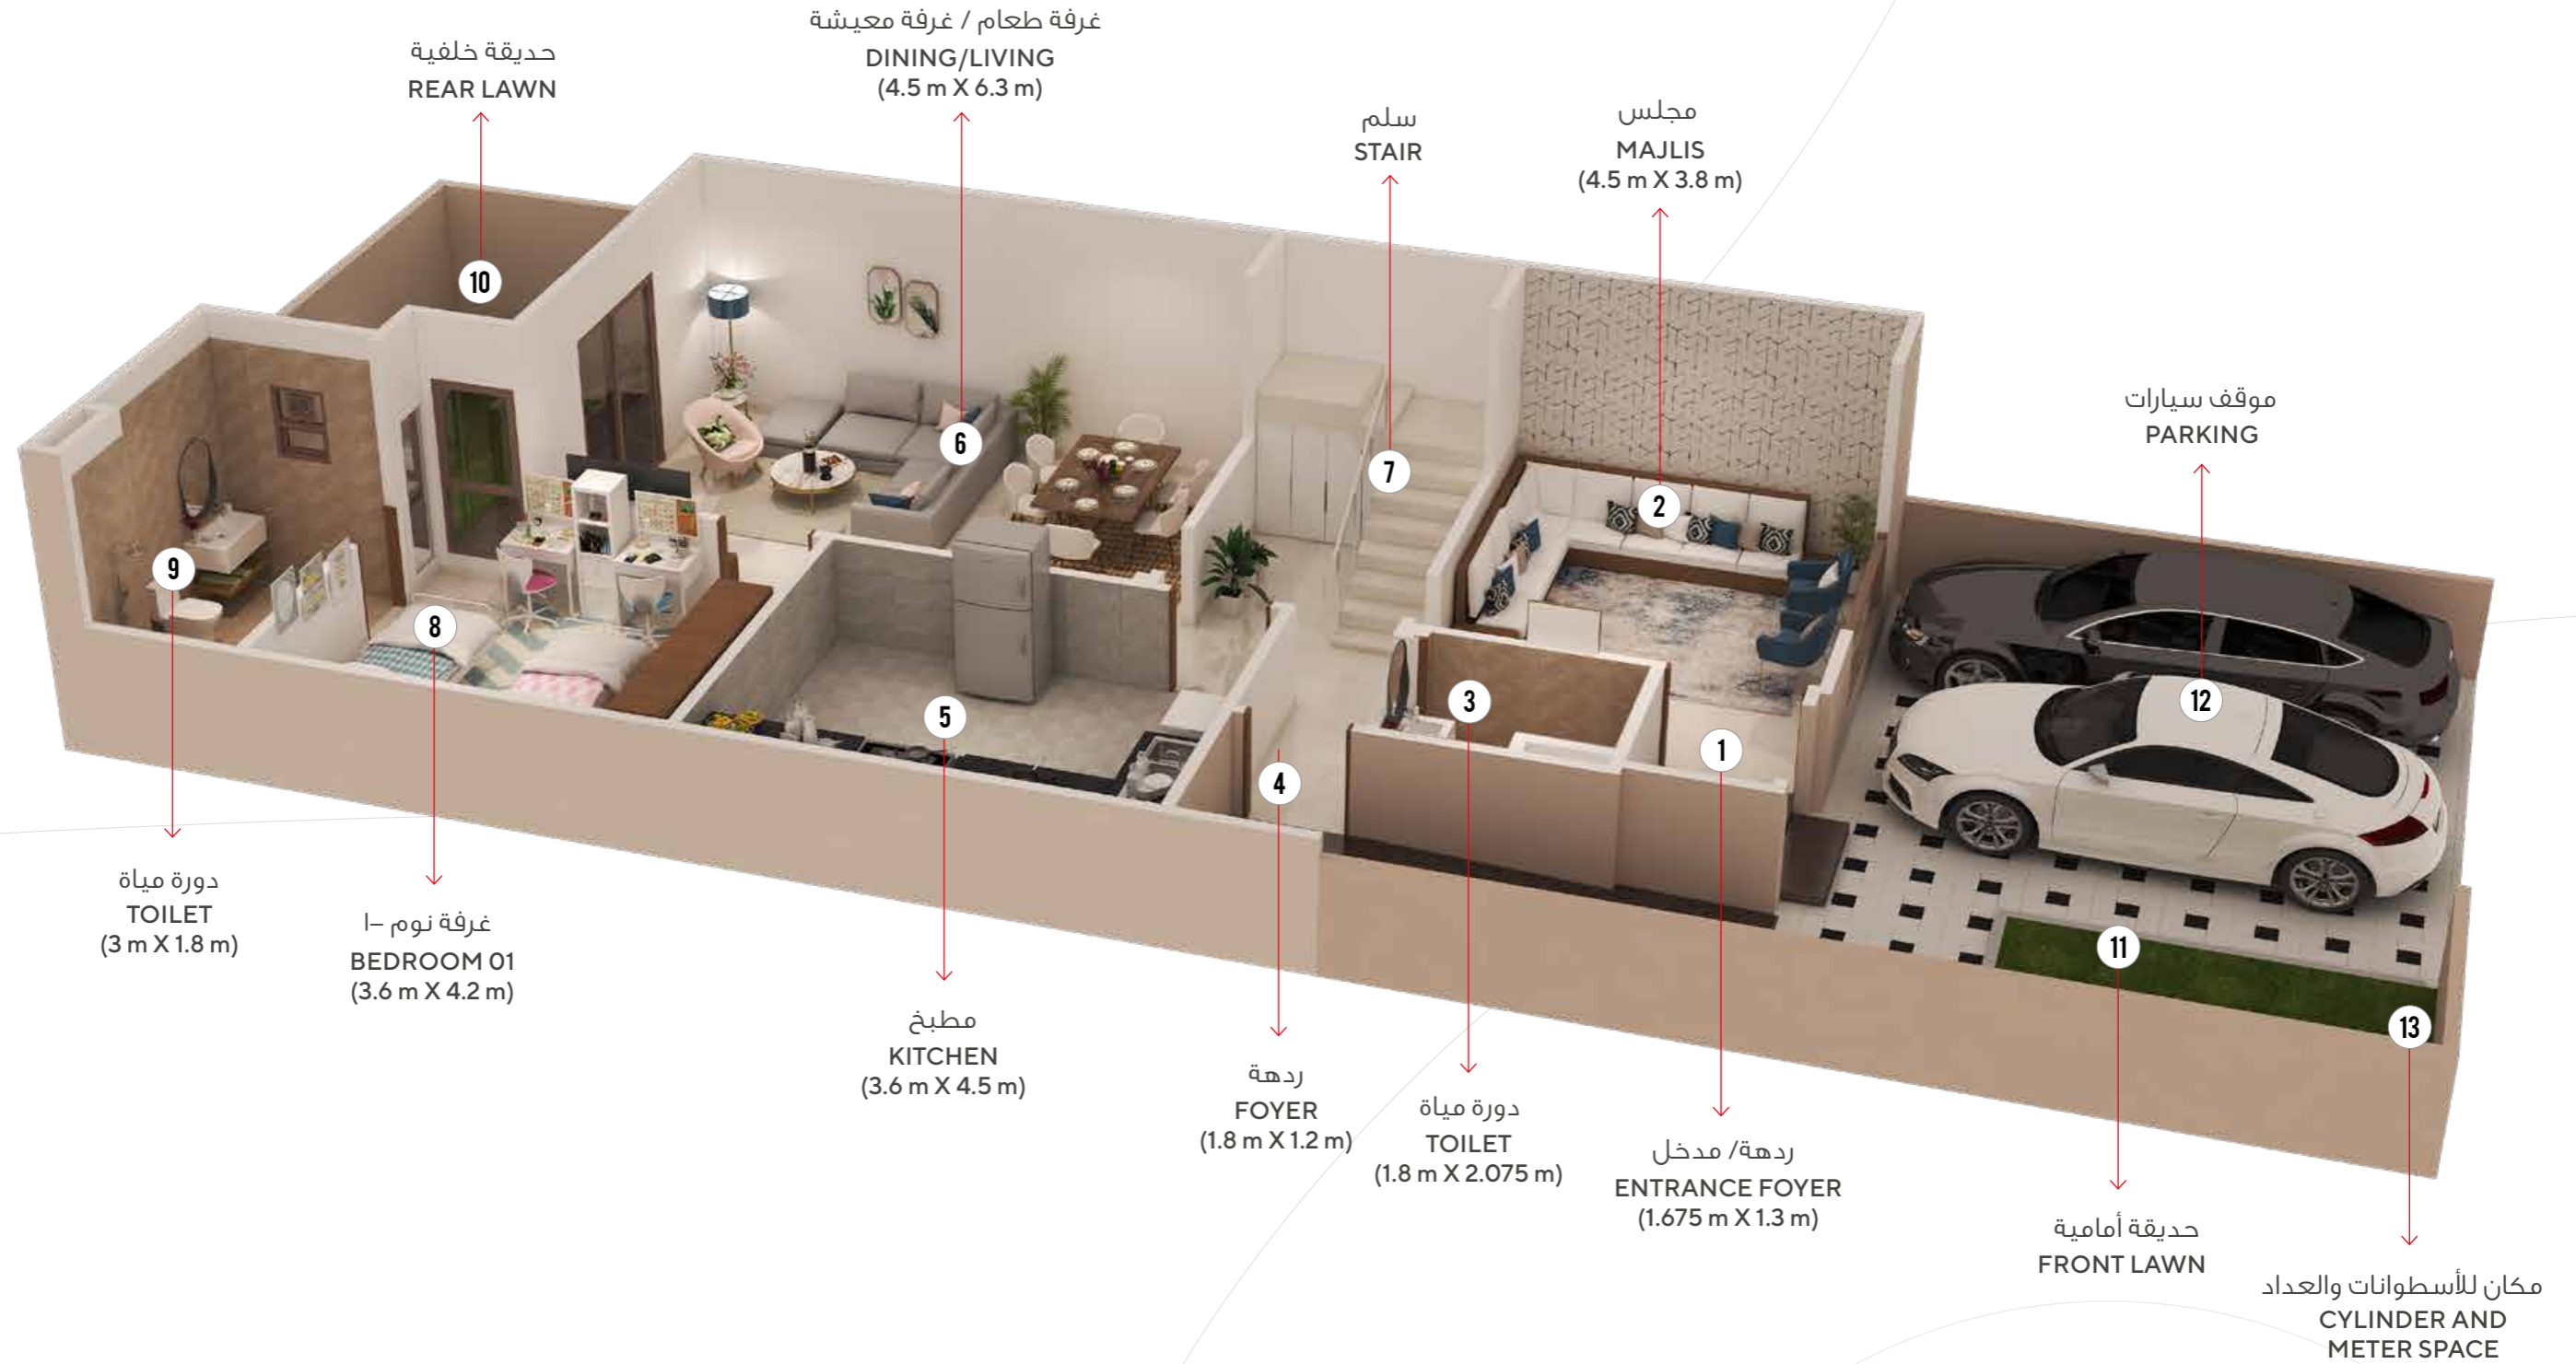 غرفة طعام / غرفة معيشة
DINING/LIVING
(4.5 m X 6.3 m)
حديقة خلفية
REAR LAWN
سلم
STAIR
مجلس
MAJLIS
(4.5 m X 3.8 m)
موقف سيارات
PARKING
10
6
7
2
9
8
5
3
4
1
12
11
13
دورة مياة
TOILET
(3 m X 1.8 m)
غرفة نوم –ا
BEDROOM 01
(3.6 m X 4.2 m)
مطبخ
KITCHEN
(3.6 m X 4.5 m)
ردهة
FOYER
(1.8 m X 1.2 m)
دورة مياة
TOILET
(1.8 m X 2.075 m)
ردهة/ مدخل
ENTRANCE FOYER
(1.675 m X 1.3 m)
حديقة أمامية
FRONT LAWN
مكان للأسطوانات والعداد
CYLINDER AND
METER SPACE